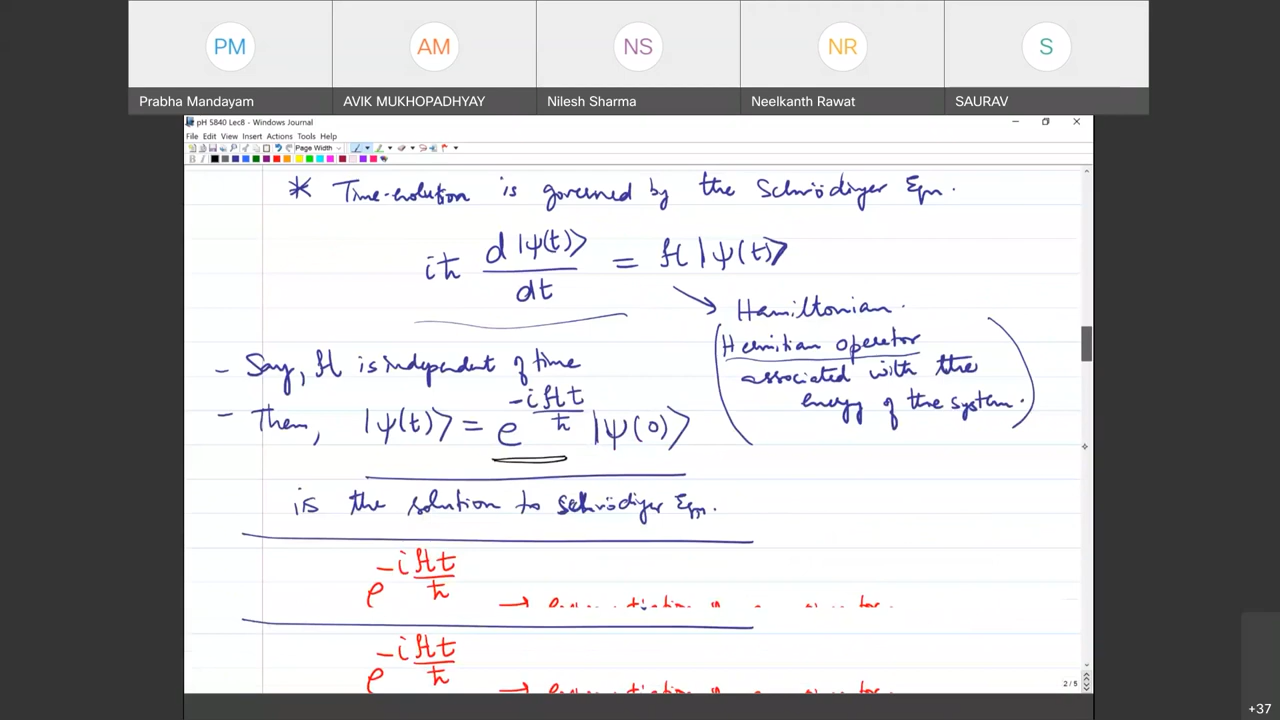 PM
AM
NS
NR
S
Prabha Mandayam
AVIK MUKHOPADHYAY
Nilesh Sharma
Neelkanth Rawat
SAURAV
pH 5840 Lec8 - Windows Journal
File Edit View Insert Actions Tools Help
Page Width
B I
* Time-evolution is governed by the Schrödinger Eqn.
iħ d|ψ(t)⟩/dt = H |ψ(t)⟩
Hamiltonian.
(Hermitian operator
associated with the
energy of the system.)
- Say, H is independent of time
- Then, |ψ(t)⟩ = e^{-iHt/ħ} |ψ(0)⟩
is the solution to Schrödinger Eqn.
e^{-iHt/ħ} →
e^{-iHt/ħ} →
2 / 5
+37